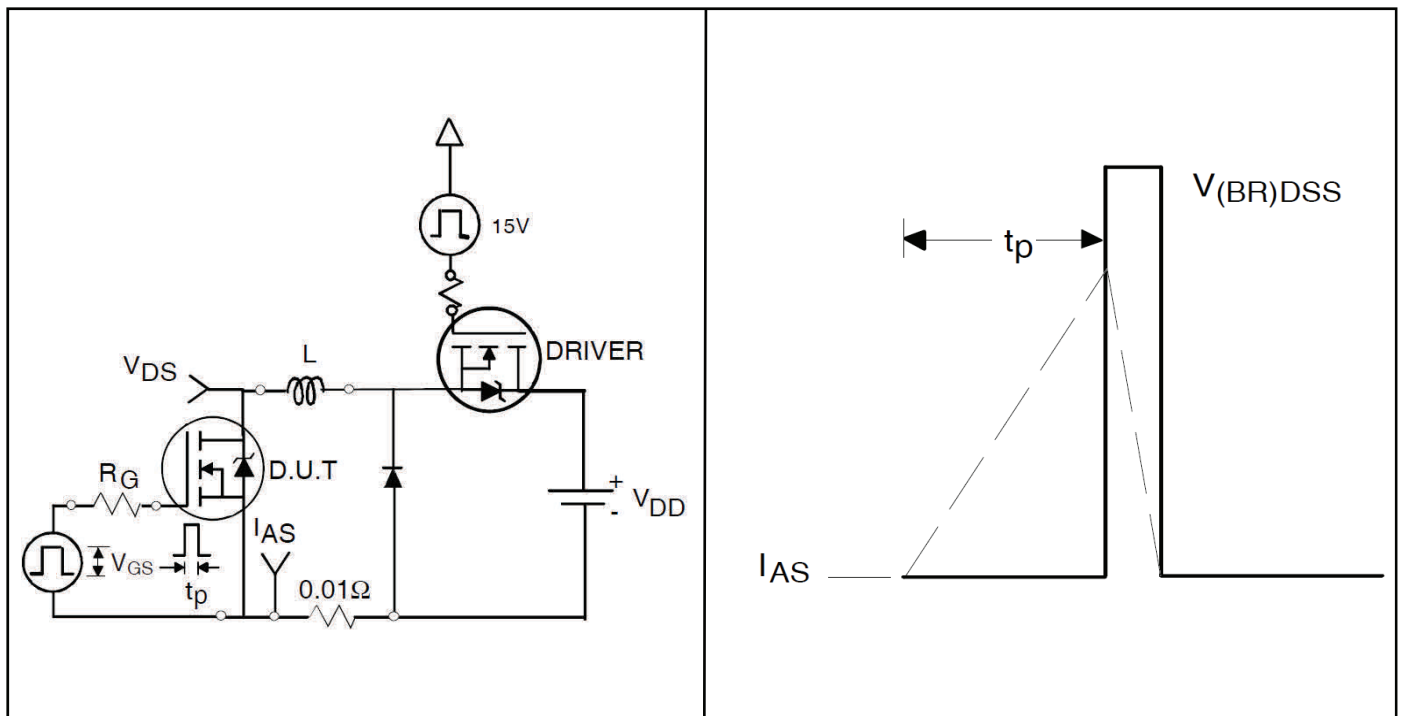 15V
DRIVER
L
VDS
D.U.T
RG
+
VDD
-
IAS
VGS
tp
0.01Ω
V(BR)DSS
tp
IAS